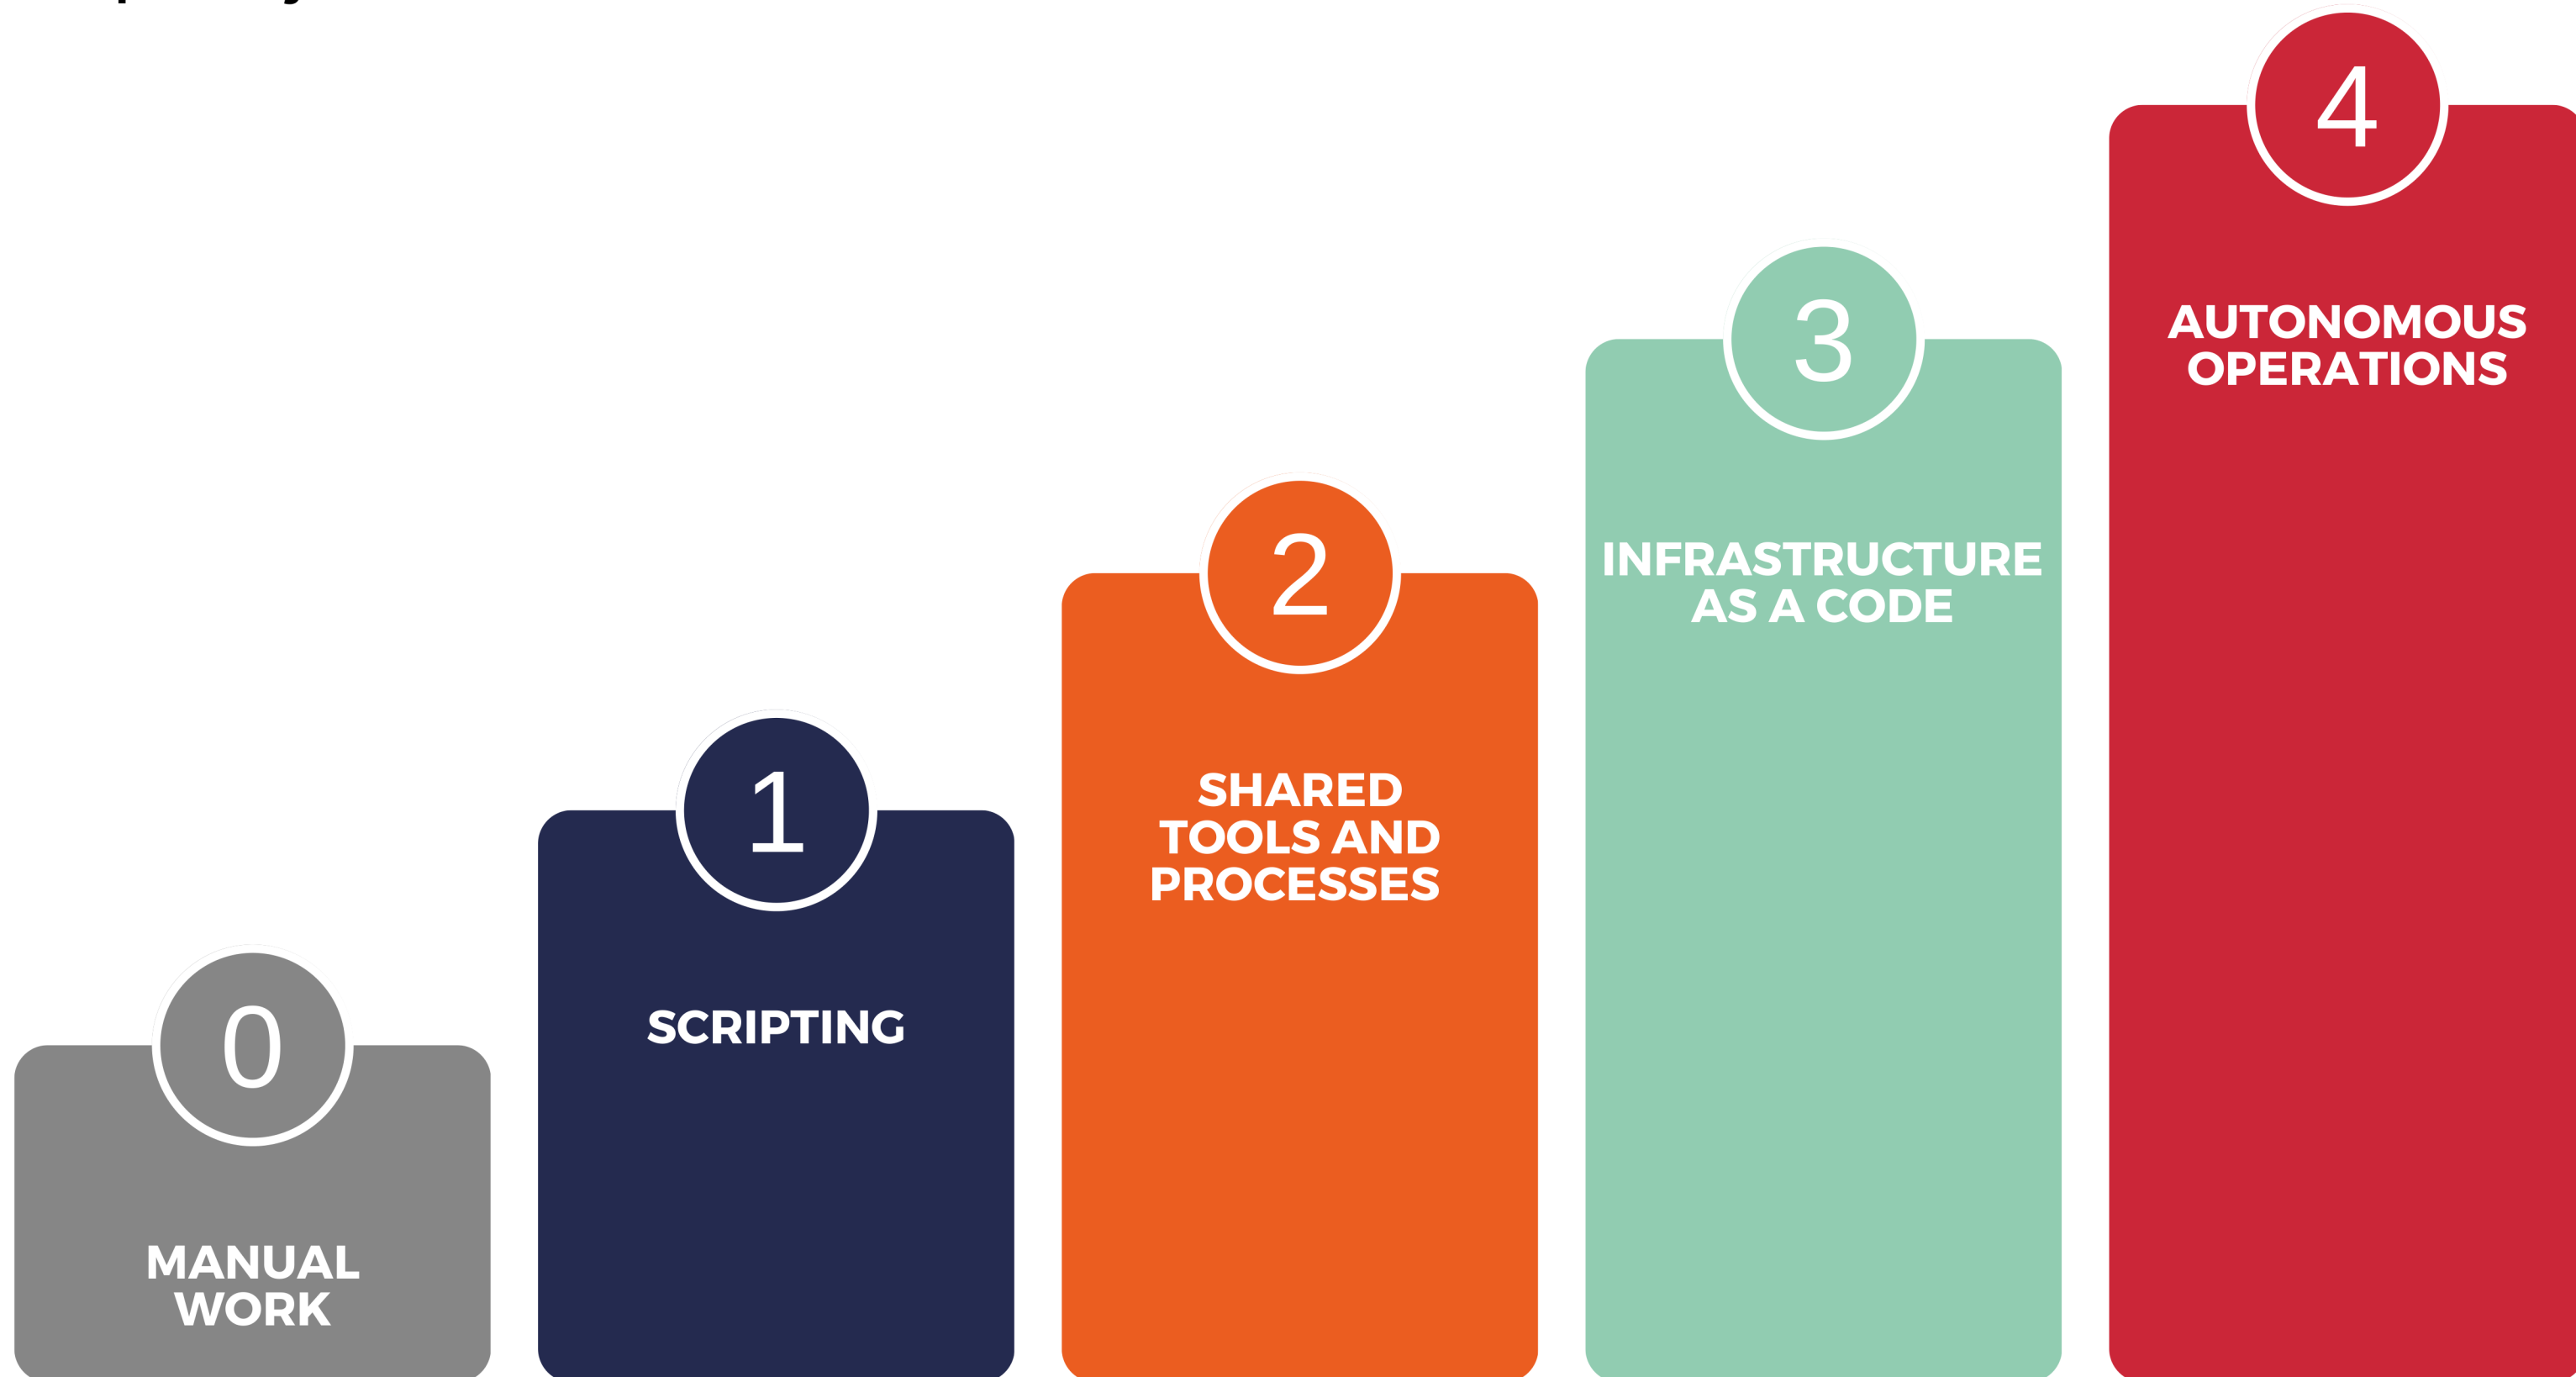 0
MANUAL
WORK
1
SCRIPTING
2
SHARED
TOOLS AND
PROCESSES
3
INFRASTRUCTURE
AS A CODE
4
AUTONOMOUS
OPERATIONS